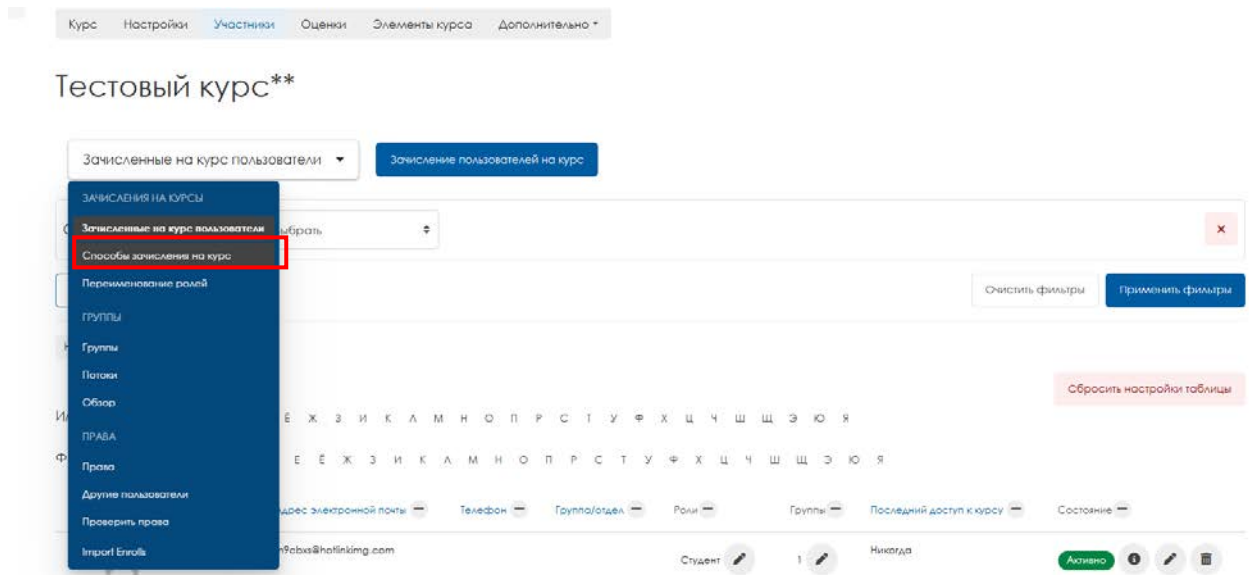 Курс Настройки Участники Оценки Элементы курса Дополнительно
Тестовый курс**
Зачисленные на курс пользователи Зачисление пользователей на курс
ЗАЧИСЛЕНИЯ НА КУРСЫ
Зачисленные на курс пользователи
Способы зачисления на курс
Переименование ролей
Очистить фильтры Применить фильтры
ГРУППЫ
Группы
Потоки
Сбросить настройки таблицы
Обзор
Ё Ж З И К Л М Н О П Р С Т У Ф Х Ц Ч Ш Щ Э Ю Я
ПРАВА
Е Ё Ж З И К Л М Н О П Р С Т У Ф Х Ц Ч Ш Щ Э Ю Я
Права
Другие пользователи
почты Телефон Группа/отдел Роли Группы Последний доступ к курсу Состояние
электронной
Проверить права
Import Enrolls
Студент 1 Никогда Активно